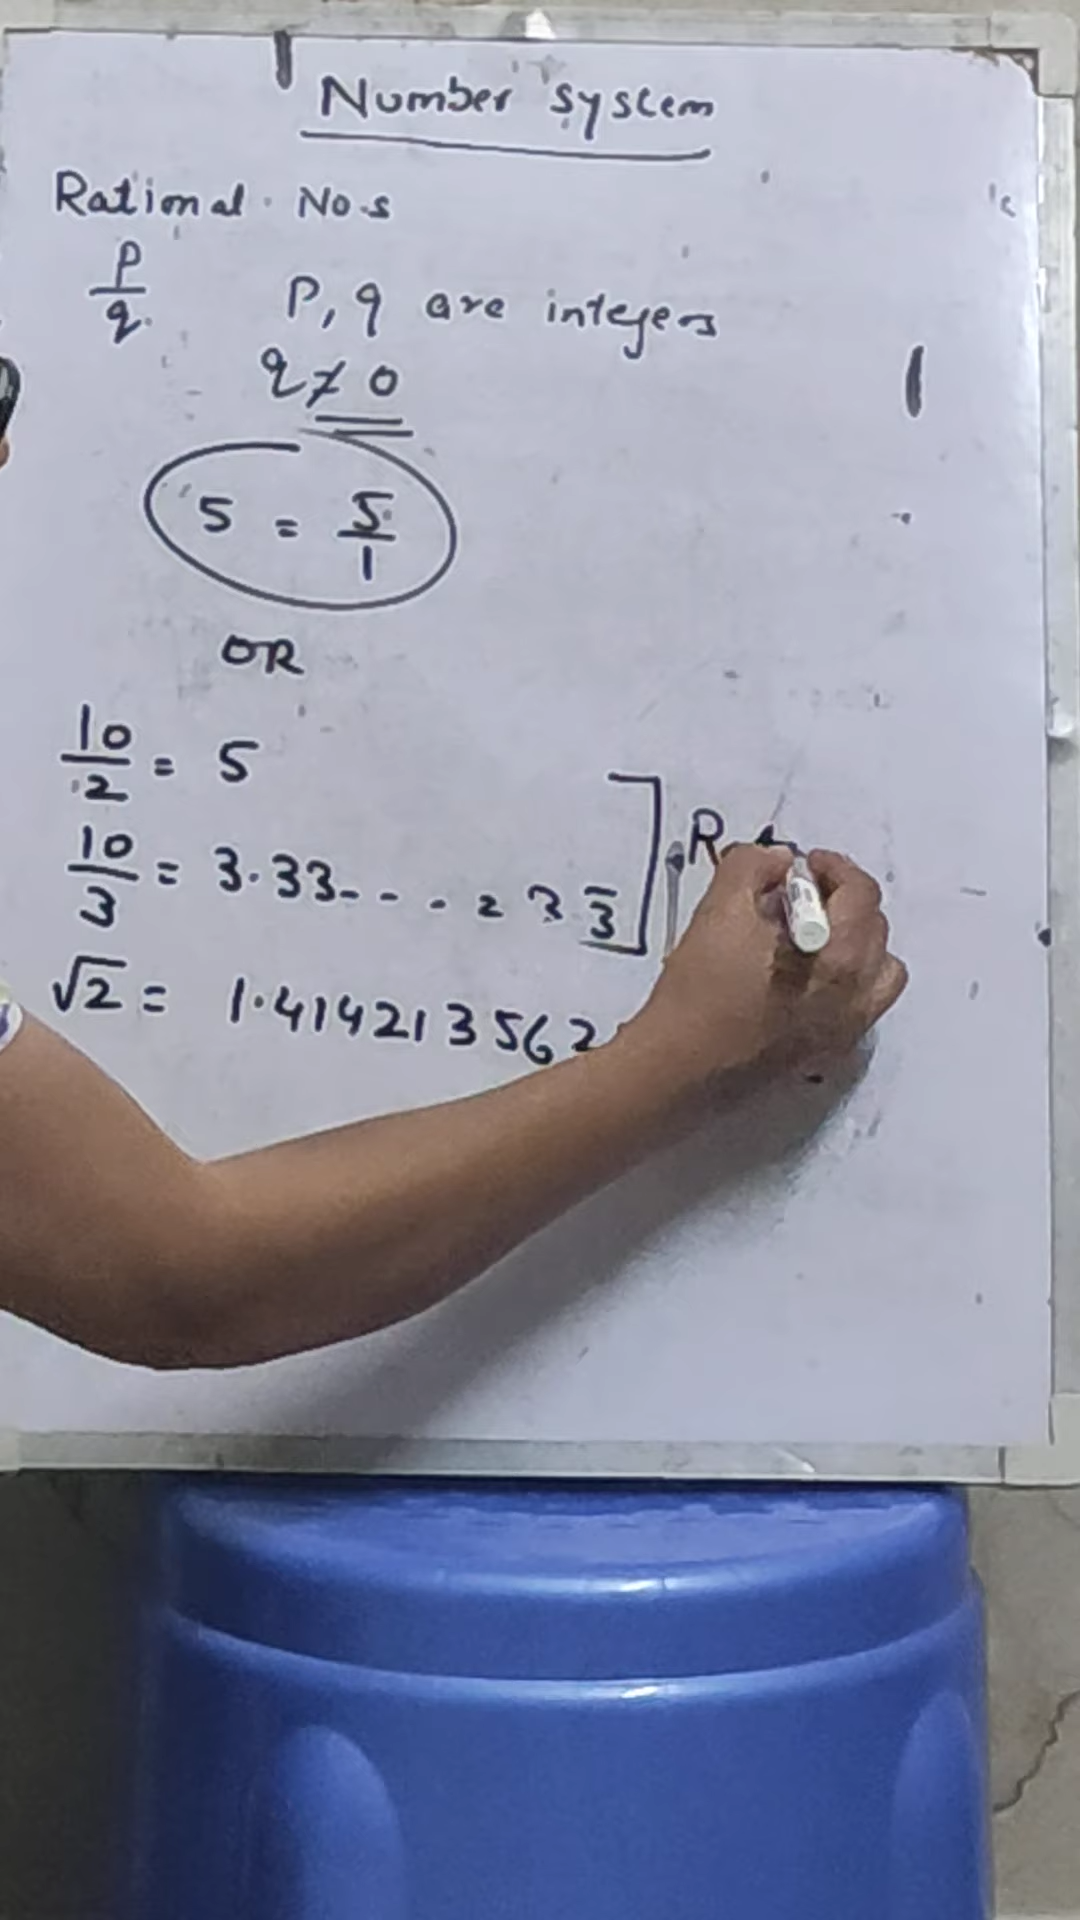 Number System
Rational Nos
P/q P, q are integers
q ≠ 0
5 = 5/1
OR
10/2 = 5
10/3 = 3.33- - - . = 3 3̅
√2 = 1.414213562